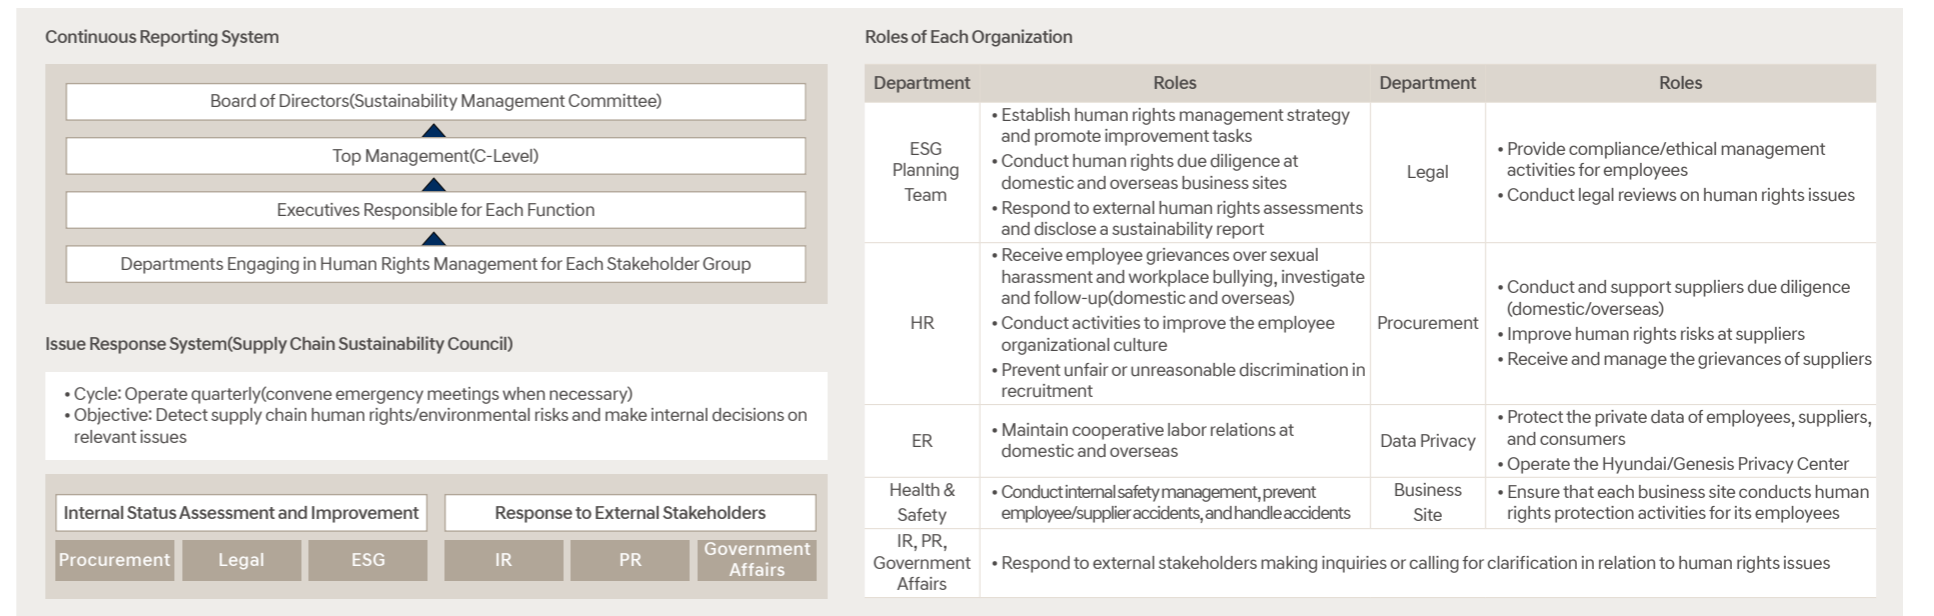 Continuous Reporting System
Board of Directors(Sustainability Management Committee)
Top Management(C-Level)
Executives Responsible for Each Function
Departments Engaging in Human Rights Management for Each Stakeholder Group
Issue Response System(Supply Chain Sustainability Council)
• Cycle: Operate quarterly(convene emergency meetings when necessary)
• Objective: Detect supply chain human rights/environmental risks and make internal decisions on
relevant issues
Internal Status Assessment and Improvement
Procurement
Legal
ESG
Response to External Stakeholders
IR
PR
Government
Affairs
Roles of Each Organization
Department
Roles
Department
Roles
ESG
Planning
Team
• Establish human rights management strategy
and promote improvement tasks
• Conduct human rights due diligence at
domestic and overseas business sites
• Respond to external human rights assessments
and disclose a sustainability report
Legal
• Provide compliance/ethical management
activities for employees
• Conduct legal reviews on human rights issues
HR
• Receive employee grievances over sexual
harassment and workplace bullying, investigate
and follow-up(domestic and overseas)
• Conduct activities to improve the employee
organizational culture
• Prevent unfair or unreasonable discrimination in
recruitment
Procurement
• Conduct and support suppliers due diligence
(domestic/overseas)
• Improve human rights risks at suppliers
• Receive and manage the grievances of suppliers
ER
• Maintain cooperative labor relations at
domestic and overseas
Data Privacy
• Protect the private data of employees, suppliers,
and consumers
• Operate the Hyundai/Genesis Privacy Center
Health &
Safety
• Conduct internal safety management, prevent
employee/supplier accidents, and handle accidents
Business
Site
• Ensure that each business site conducts human
rights protection activities for its employees
IR, PR,
Government
Affairs
• Respond to external stakeholders making inquiries or calling for clarification in relation to human rights issues